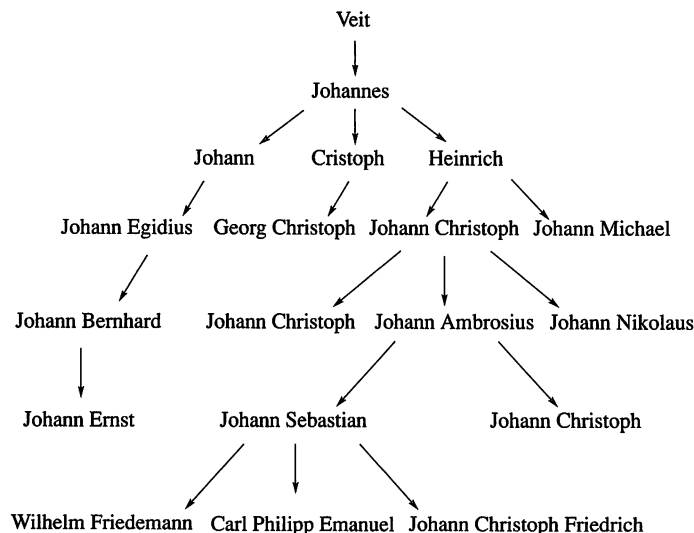 Veit
Johannes
Johann Cristoph Heinrich
Johann Egidius Georg Christoph Johann Christoph Johann Michael
Johann Bernhard Johann Christoph Johann Ambrosius Johann Nikolaus
Johann Ernst Johann Sebastian Johann Christoph
Wilhelm Friedemann Carl Philipp Emanuel Johann Christoph Friedrich